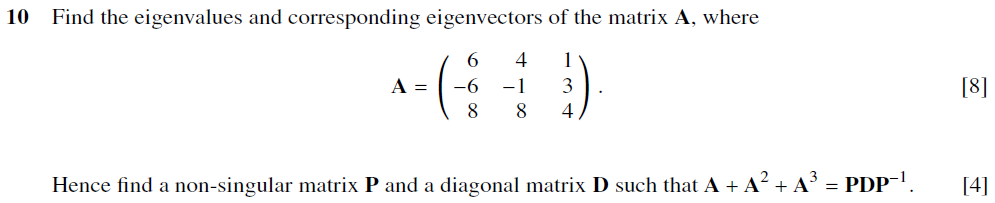 10 Find the eigenvalues and corresponding eigenvectors of the matrix A, where
6 4 1
A = −6 −1 3 . [8]
8 8 4
Hence find a non-singular matrix P and a diagonal matrix D such that A + A² + A³ = PDP⁻¹. [4]